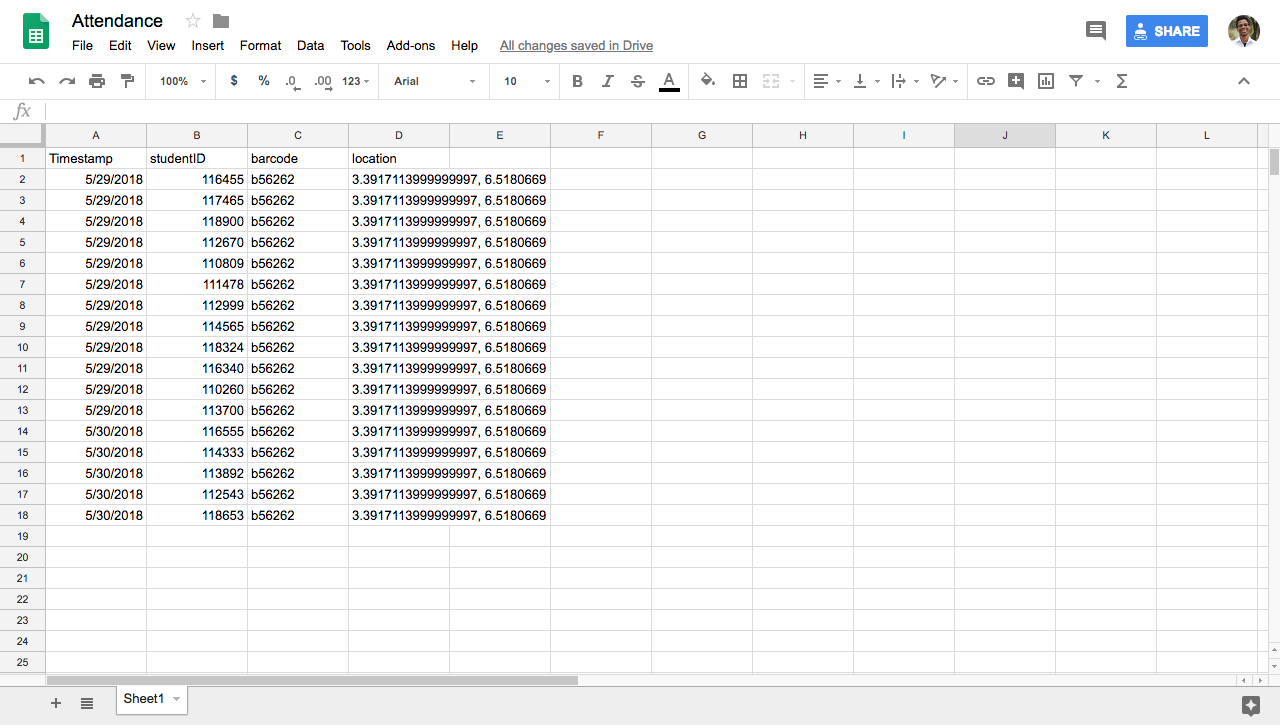 Attendance
File Edit View Insert Format Data Tools Add-ons Help All changes saved in Drive
SHARE
100% $ % .0 .00 123 Arial 10 B I S A Σ
fx
A B C D E F G H I J K L
1 Timestamp studentID barcode location
2 5/29/2018 116455 b56262 3.3917113999999997, 6.5180669
3 5/29/2018 117465 b56262 3.3917113999999997, 6.5180669
4 5/29/2018 118900 b56262 3.3917113999999997, 6.5180669
5 5/29/2018 112670 b56262 3.3917113999999997, 6.5180669
6 5/29/2018 110809 b56262 3.3917113999999997, 6.5180669
7 5/29/2018 111478 b56262 3.3917113999999997, 6.5180669
8 5/29/2018 112999 b56262 3.3917113999999997, 6.5180669
9 5/29/2018 114565 b56262 3.3917113999999997, 6.5180669
10 5/29/2018 118324 b56262 3.3917113999999997, 6.5180669
11 5/29/2018 116340 b56262 3.3917113999999997, 6.5180669
12 5/29/2018 110260 b56262 3.3917113999999997, 6.5180669
13 5/29/2018 113700 b56262 3.3917113999999997, 6.5180669
14 5/30/2018 116555 b56262 3.3917113999999997, 6.5180669
15 5/30/2018 114333 b56262 3.3917113999999997, 6.5180669
16 5/30/2018 113892 b56262 3.3917113999999997, 6.5180669
17 5/30/2018 112543 b56262 3.3917113999999997, 6.5180669
18 5/30/2018 118653 b56262 3.3917113999999997, 6.5180669
19
20
21
22
23
24
25
Sheet1